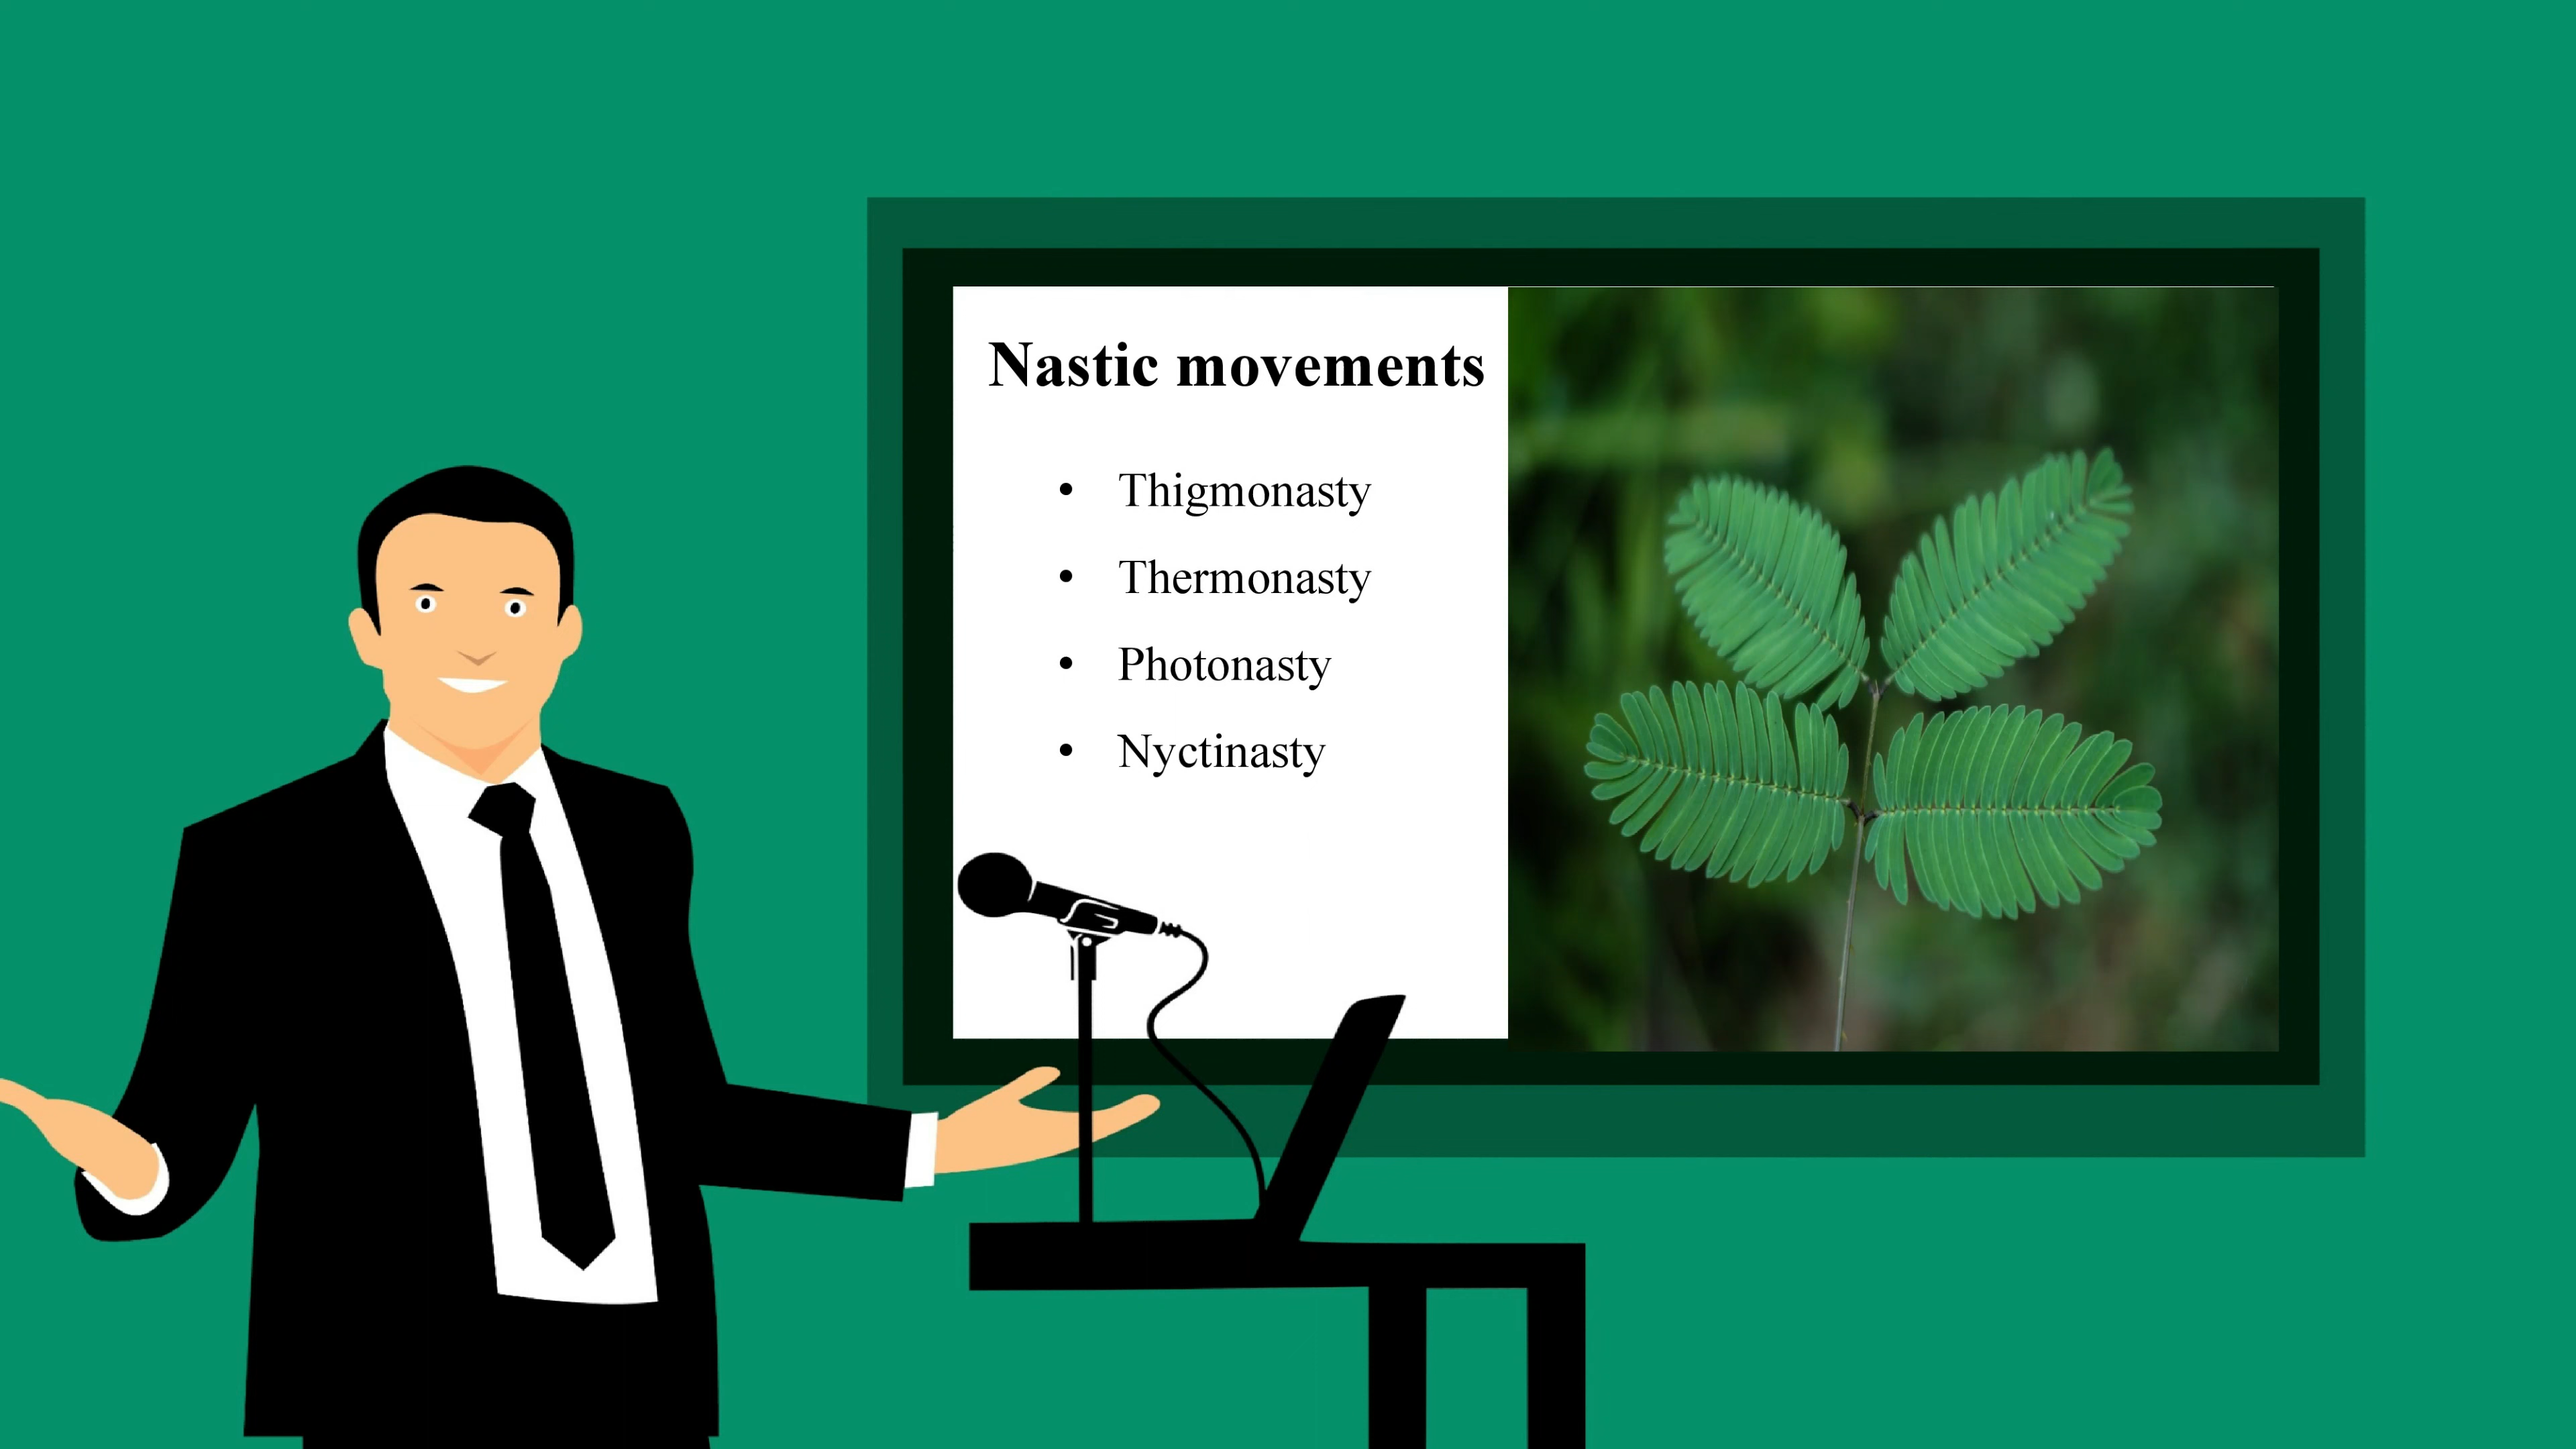 Nastic movements
• Thigmonasty
• Thermonasty
• Photonasty
• Nyctinasty